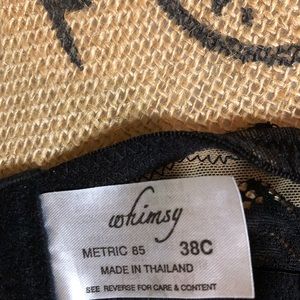 whimsy
METRIC 85 38C
MADE IN THAILAND
SEE REVERSE FOR CARE & CONTENT